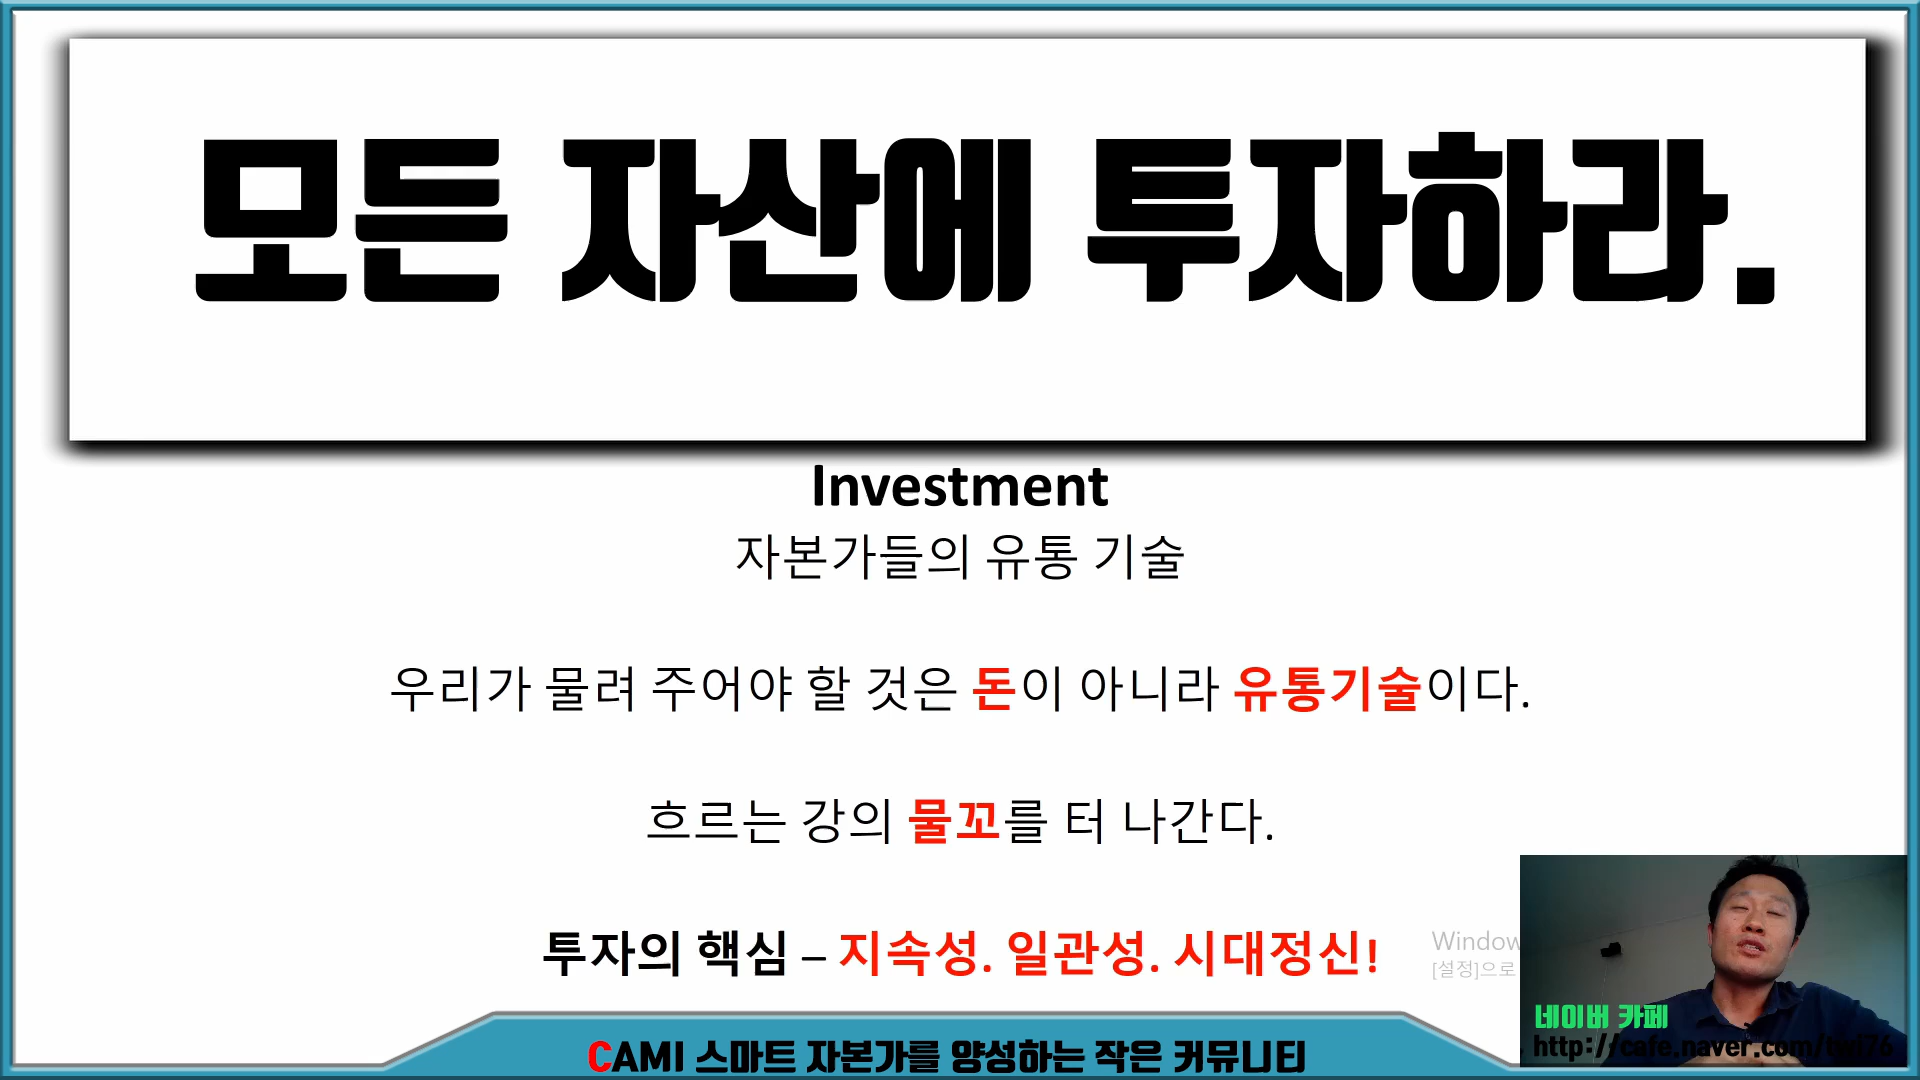 모든 자산에 투자하라.
Investment
자본가들의 유통 기술
우리가 물려 주어야 할 것은 돈이 아니라 유통기술이다.
흐르는 강의 물꼬를 터 나간다.
투자의 핵심 – 지속성. 일관성. 시대정신!
[설정]으로
네이버 카페
http://cafe.naver.com/twi76
CAMI 스마트 자본가를 양성하는 작은 커뮤니티